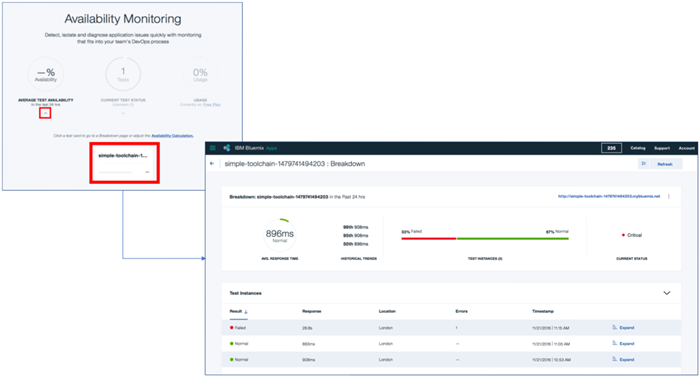 Availability Monitoring
Detect, isolate and diagnose application issues quickly with monitoring
that fits into your team's DevOps process
—%
Availability
1
Tests
0%
Usage
AVERAGE TEST AVAILABILITY
In the last 24 hrs
CURRENT TEST STATUS
USAGE
Currently on Free Plan
Click a test card to go to a Breakdown page or adjust the Availability Calculation.
simple-toolchain-1...
IBM Bluemix Apps
Catalog
Support
Account
simple-toolchain-1479741494203 : Breakdown
Refresh
Breakdown: simple-toolchain-1479741494203 in the Past 24 hrs
http://simple-toolchain-1479741494203.mybluemix.net
896ms
Normal
99th 908ms
95th 908ms
50th 896ms
33% Failed
67% Normal
Critical
AVG. RESPONSE TIME
HISTORICAL TRENDS
TEST INSTANCES (3)
CURRENT STATUS
Test Instances
Result ↓
Response
Location
Errors
Timestamp
Failed
London
1
11/21/2016 | 11:15 AM
Expand
Normal
London
—
11/21/2016 | 11:05 AM
Expand
Normal
908ms
London
—
11/21/2016 | 10:53 AM
Expand